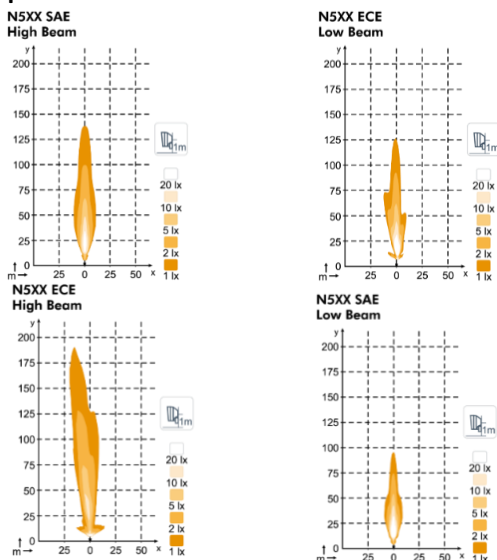 N5XX SAE
High Beam
y
200
175
150
125
100
75
50
25
0
m
25 0 25 50 x
1m
20 lx
10 lx
5 lx
2 lx
1 lx
N5XX ECE
Low Beam
y
200
175
150
125
100
75
50
25
0
m
25 0 25 50 x
1m
20 lx
10 lx
5 lx
2 lx
1 lx
N5XX ECE
High Beam
y
200
175
150
125
100
75
50
25
0
m
25 0 25 50 x
1m
20 lx
10 lx
5 lx
2 lx
1 lx
N5XX SAE
Low Beam
y
200
175
150
125
100
75
50
25
0
m
25 0 25 50 x
1m
20 lx
10 lx
5 lx
2 lx
1 lx